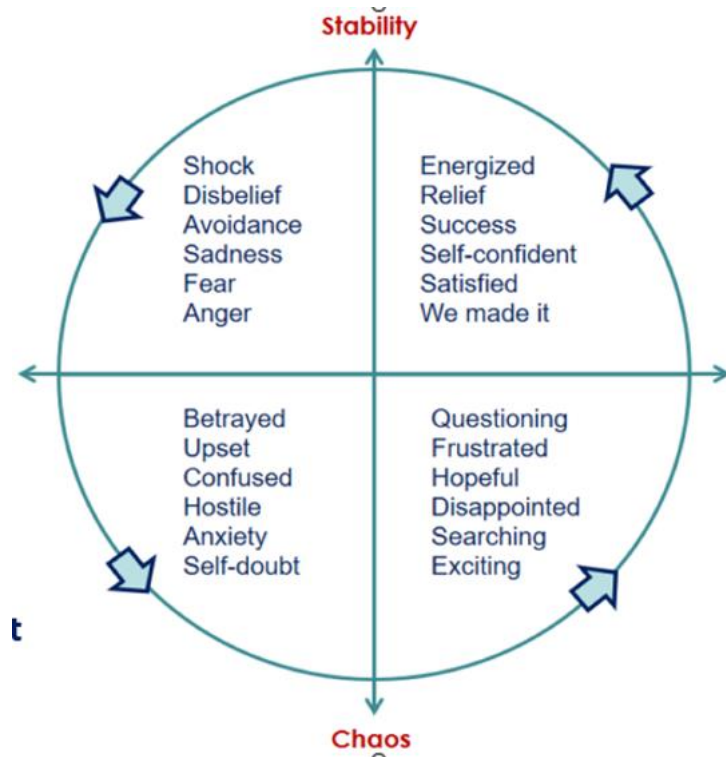 Stability
Shock
Disbelief
Avoidance
Sadness
Fear
Anger
Energized
Relief
Success
Self-confident
Satisfied
We made it
Betrayed
Upset
Confused
Hostile
Anxiety
Self-doubt
Questioning
Frustrated
Hopeful
Disappointed
Searching
Exciting
t
Chaos